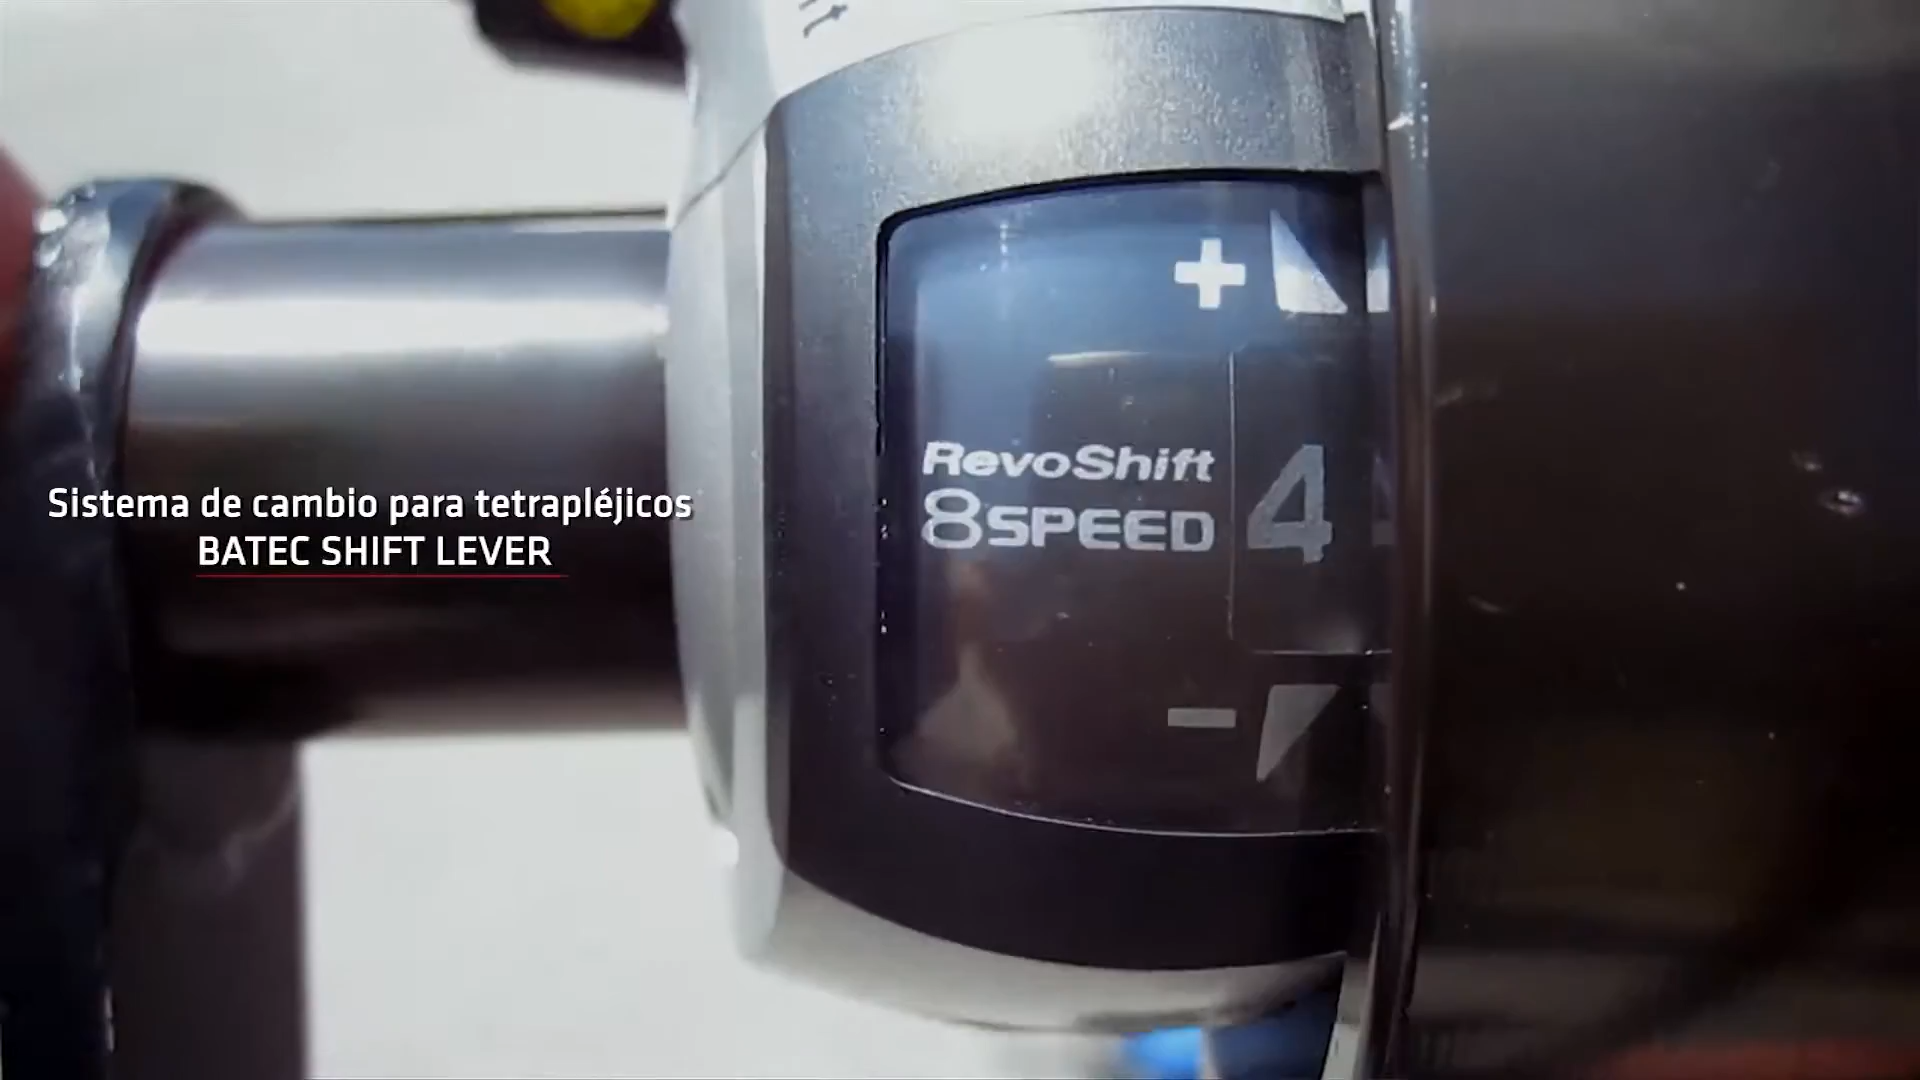 Sistema de cambio para tetrapléjicos
BATEC SHIFT LEVER
+
RevoShift
8SPEED
4
-